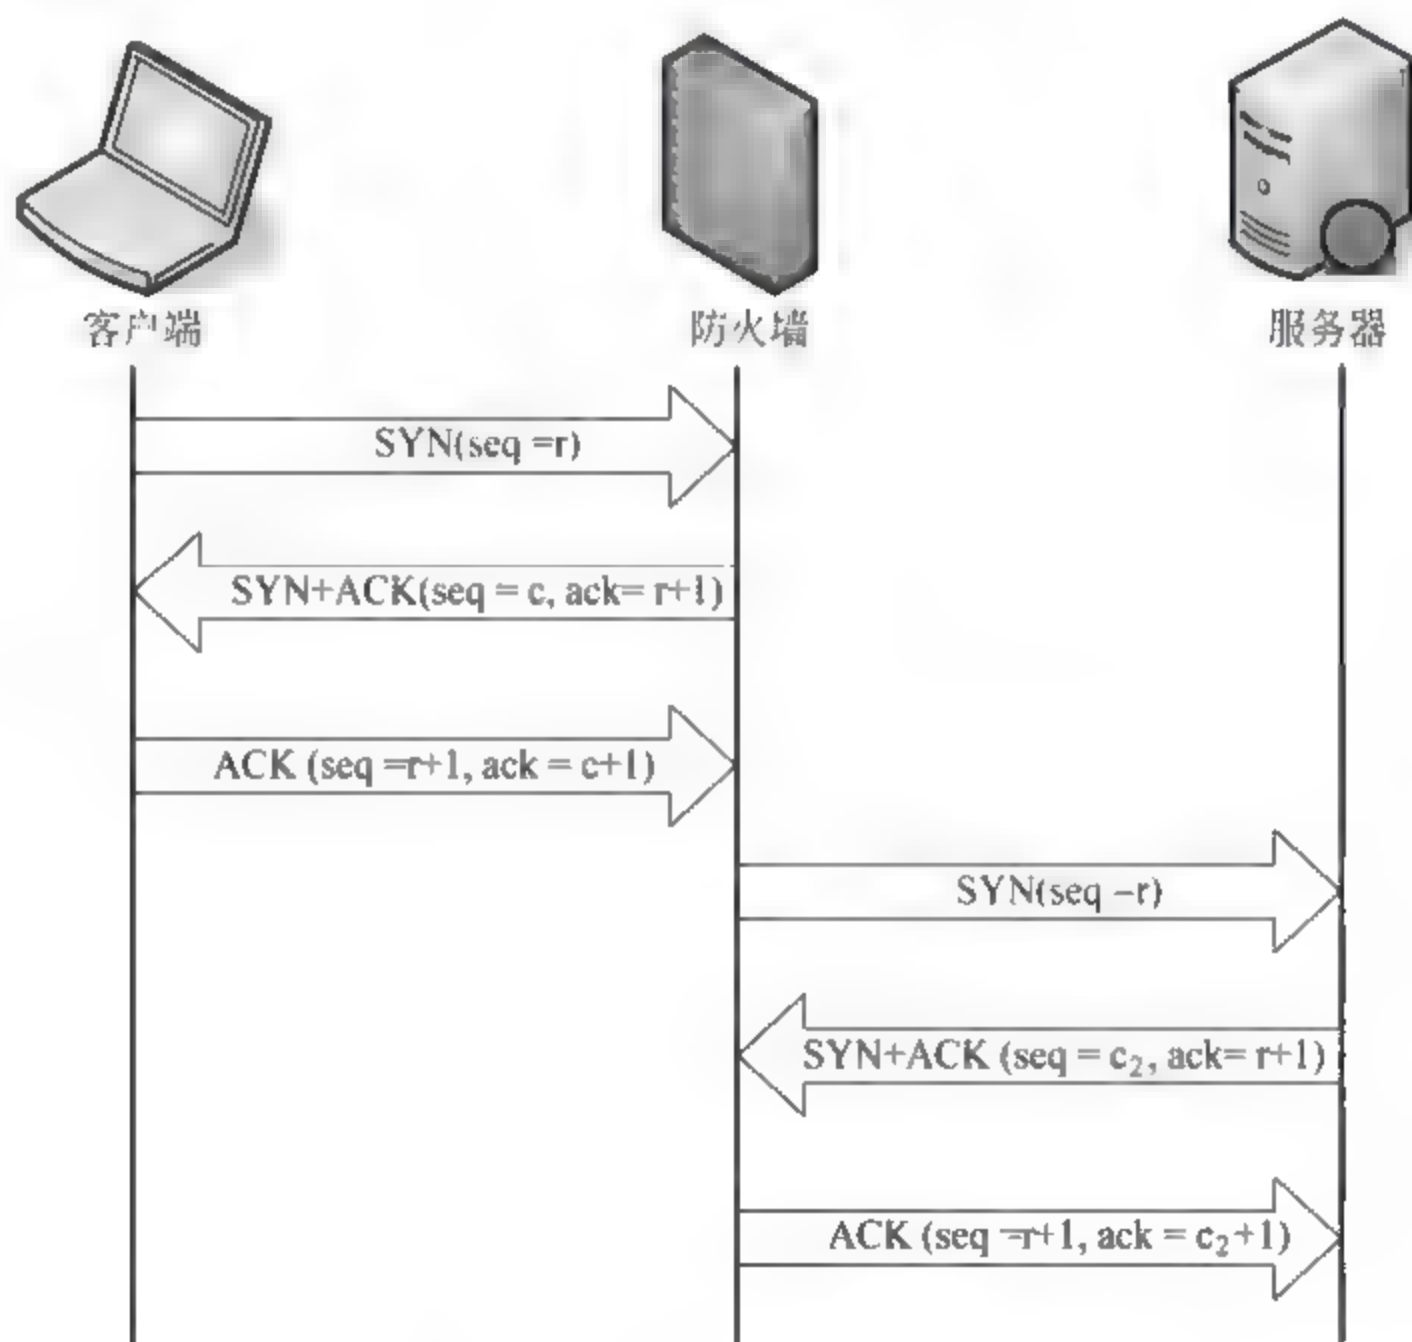 客户端
防火墙
服务器
SYN(seq =r)
SYN+ACK(seq = c, ack= r+1)
ACK (seq =r+1, ack = c+1)
SYN(seq =r)
SYN+ACK (seq = c₂, ack= r+1)
ACK (seq =r+1, ack = c₂+1)